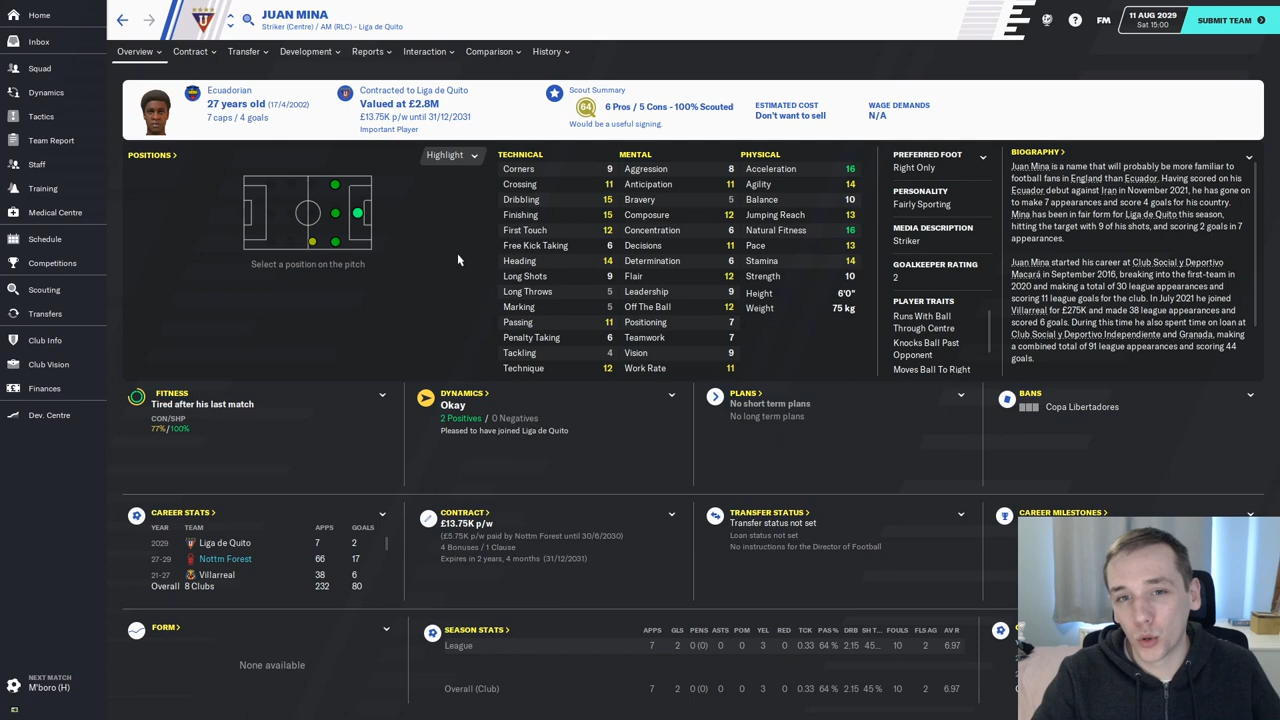 JUAN MINA
Striker (Centre) / AM (RLC) - Liga de Quito
FM
11 AUG 2029
Sat 15:00
SUBMIT TEAM
Home
Inbox
Squad
Dynamics
Tactics
Team Report
Staff
Training
Medical Centre
Schedule
Competitions
Scouting
Transfers
Club Info
Club Vision
Finances
Dev. Centre
NEXT MATCH
M'boro (H)
Overview
Contract
Transfer
Development
Reports
Interaction
Comparison
History
Ecuadorian
27 years old (17/4/2002)
7 caps / 4 goals
Contracted to Liga de Quito
Valued at £2.8M
£13.75K p/w until 31/12/2031
Important Player
Scout Summary
64
6 Pros / 5 Cons - 100% Scouted
Would be a useful signing.
ESTIMATED COST
Don't want to sell
WAGE DEMANDS
N/A
POSITIONS
Highlight
Select a position on the pitch
TECHNICAL
Corners 9
Crossing 11
Dribbling 15
Finishing 15
First Touch 12
Free Kick Taking 6
Heading 14
Long Shots 9
Long Throws 5
Marking 5
Passing 11
Penalty Taking 6
Tackling 4
Technique 12
MENTAL
Aggression 8
Anticipation 11
Bravery 5
Composure 12
Concentration 6
Decisions 11
Determination 6
Flair 12
Leadership 9
Off The Ball 12
Positioning 7
Teamwork 7
Vision 9
Work Rate 11
PHYSICAL
Acceleration 16
Agility 14
Balance 10
Jumping Reach 13
Natural Fitness 16
Pace 13
Stamina 14
Strength 10
Height 6'0"
Weight 75 kg
PREFERRED FOOT
Right Only
PERSONALITY
Fairly Sporting
MEDIA DESCRIPTION
Striker
GOALKEEPER RATING
2
PLAYER TRAITS
Runs With Ball
Through Centre
Knocks Ball Past
Opponent
Moves Ball To Right
BIOGRAPHY
Juan Mina is a name that will probably be more familiar to
football fans in England than Ecuador. Having scored on his
Ecuador debut against Iran in November 2021, he has gone on
to make 7 appearances and score 4 goals for his country.
Mina has been in fair form for Liga de Quito this season,
hitting the target with 9 of his shots, and scoring 2 goals in 7
appearances.
Juan Mina started his career at Club Social y Deportivo
Macará in September 2016, breaking into the first-team in
2020 and making a total of 30 league appearances and
scoring 11 league goals for the club. In July 2021 he joined
Villarreal for £275K and made 38 league appearances and
scored 6 goals. During this time he also spent time on loan at
Club Social y Deportivo Independiente and Granada, making
a combined total of 91 league appearances and scoring 44
goals.
FITNESS
Tired after his last match
CON/SHP
77%/100%
DYNAMICS
Okay
2 Positives / 0 Negatives
Pleased to have joined Liga de Quito
PLANS
No short term plans
No long term plans
BANS
Copa Libertadores
CAREER STATS
YEAR TEAM APPS GOALS
2029 Liga de Quito 7 2
27-29 Nottm Forest 66 17
21-27 Villarreal 38 6
Overall 8 Clubs 232 80
CONTRACT
£13.75K p/w
(£5.75K p/w paid by Nottm Forest until 30/6/2030)
4 Bonuses / 1 Clause
Expires in 2 years, 4 months (31/12/2031)
TRANSFER STATUS
Transfer status not set
Loan status not set
No instructions for the Director of Football
CAREER MILESTONES
FORM
None available
SEASON STATS
APPS GLS PENS ASTS POM YEL RED TCK PAS % DRB SH T... FOULS FLS AG AV R
League 7 2 0 (0) 0 0 3 0 0.33 64 % 2.15 45... 10 2 6.97
Overall (Club) 7 2 0 (0) 0 0 3 0 0.33 64 % 2.15 45 % 10 2 6.97